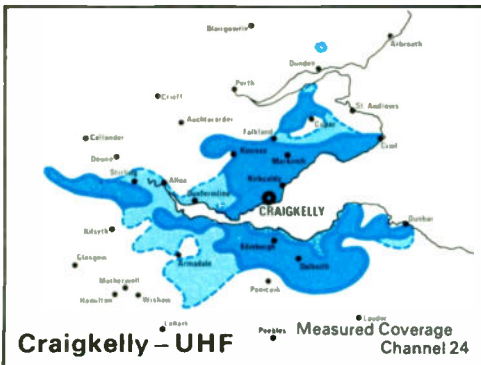 Blairgowrie
Arbroath
Dundee
Perth
Crieff
St. Andrews
Auchterarder
Cupar
Falkland
Callander
Crail
Kinross
Markinch
Doune
Stirling
Alloa
Kirkcaldy
Dunfermline
CRAIGKELLY
Dunbar
Kilsyth
Edinburgh
Glasgow
Armadale
Dalkeith
Motherwell
Penicuik
Hamilton
Wishaw
Lauder
Lanark
Peebles
Measured Coverage
Craigkelly – UHF
Channel 24